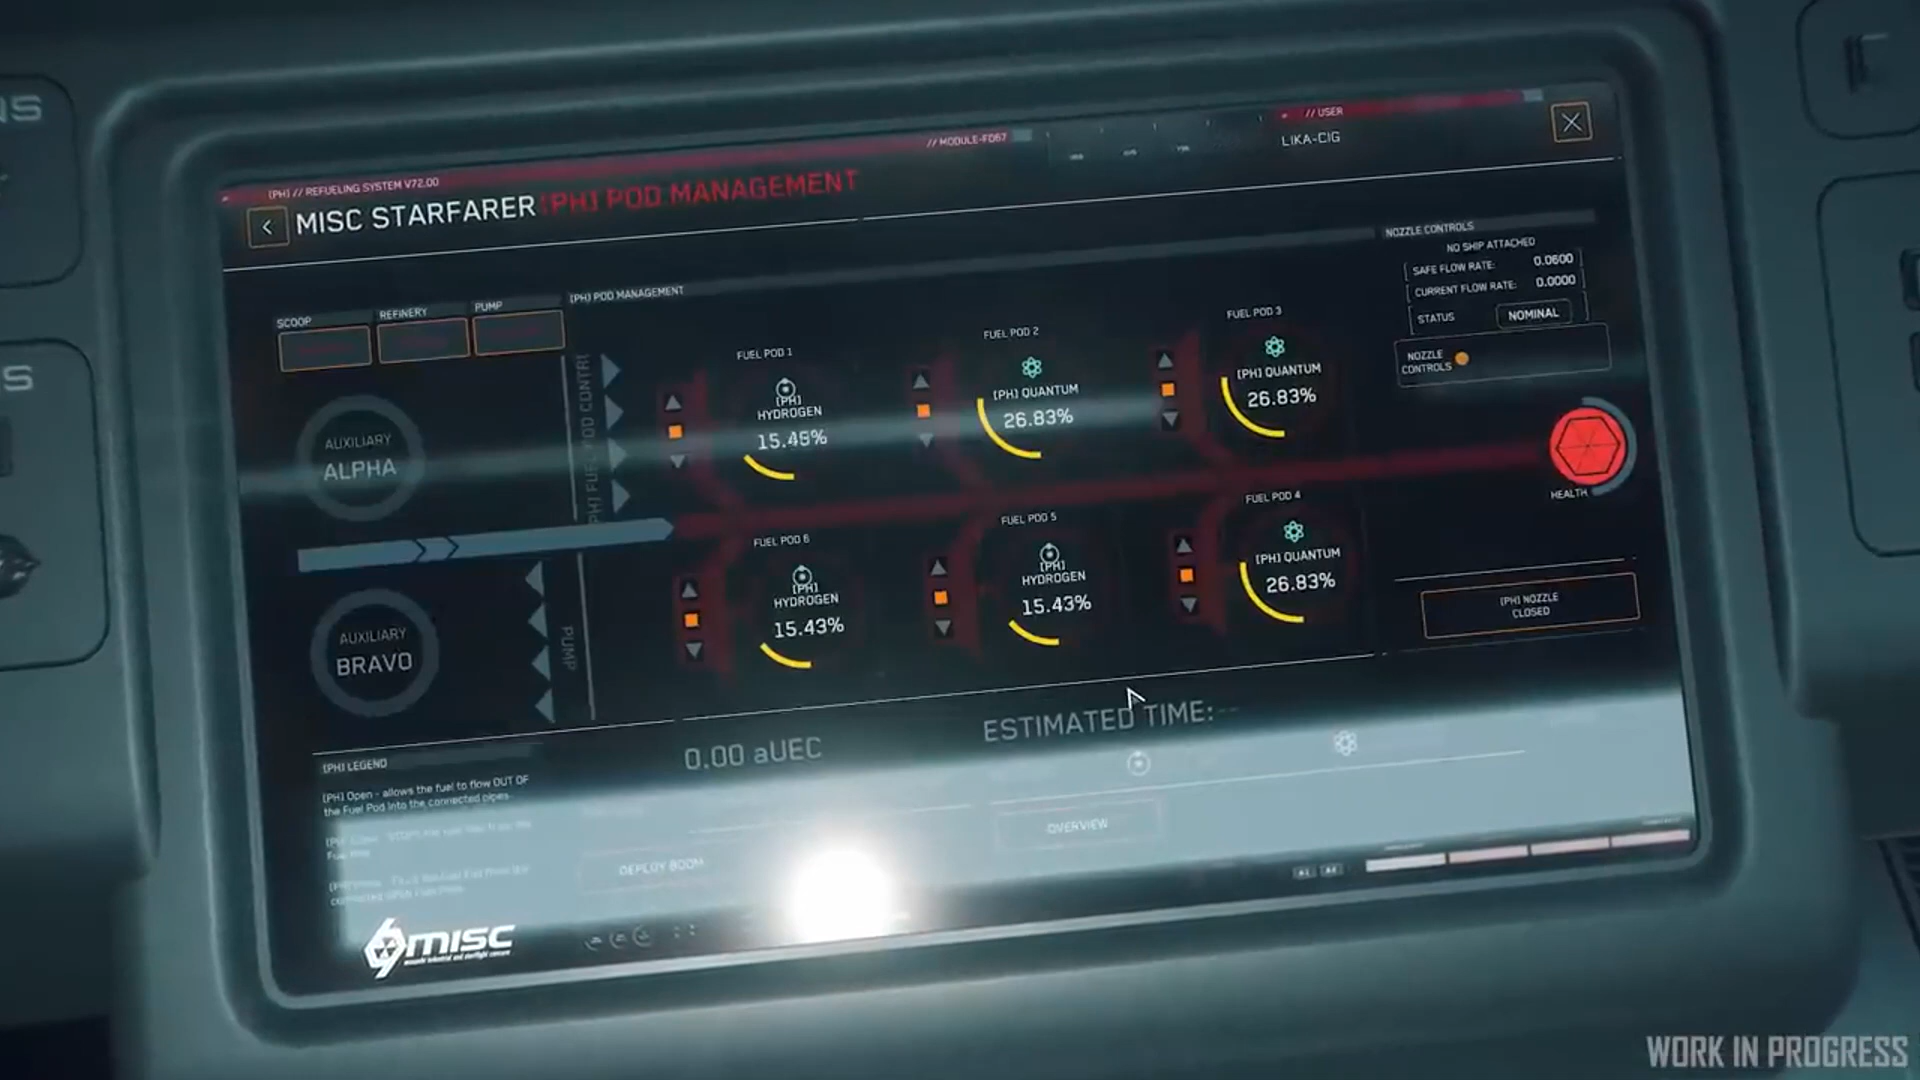 NS
S
[PH] // REFUELING SYSTEM V72.00
// MODULE-F067
// USER
LIKA-CIG
MISC STARFARER [PH] POD MANAGEMENT
SCOOP
REFINERY
PUMP
[PH] POD MANAGEMENT
NOZZLE CONTROLS
NO SHIP ATTACHED
SAFE FLOW RATE: 0.0600
CURRENT FLOW RATE: 0.0000
STATUS NOMINAL
NOZZLE
CONTROLS
FUEL POD 1
[PH]
HYDROGEN
15.48%
FUEL POD 2
[PH] QUANTUM
26.83%
FUEL POD 3
[PH] QUANTUM
26.83%
AUXILIARY
ALPHA
HEALTH
FUEL POD 6
[PH]
HYDROGEN
15.43%
FUEL POD 5
[PH]
HYDROGEN
15.43%
FUEL POD 4
[PH] QUANTUM
26.83%
AUXILIARY
BRAVO
PUMP
[PH] NOZZLE
CLOSED
0.00 aUEC
ESTIMATED TIME:--
[PH] LEGEND
[PH] Open - allows the fuel to flow OUT OF
the Fuel Pod into the connected pipes
DEPLOY BOOM
OVERVIEW
MISC
WORK IN PROGRESS